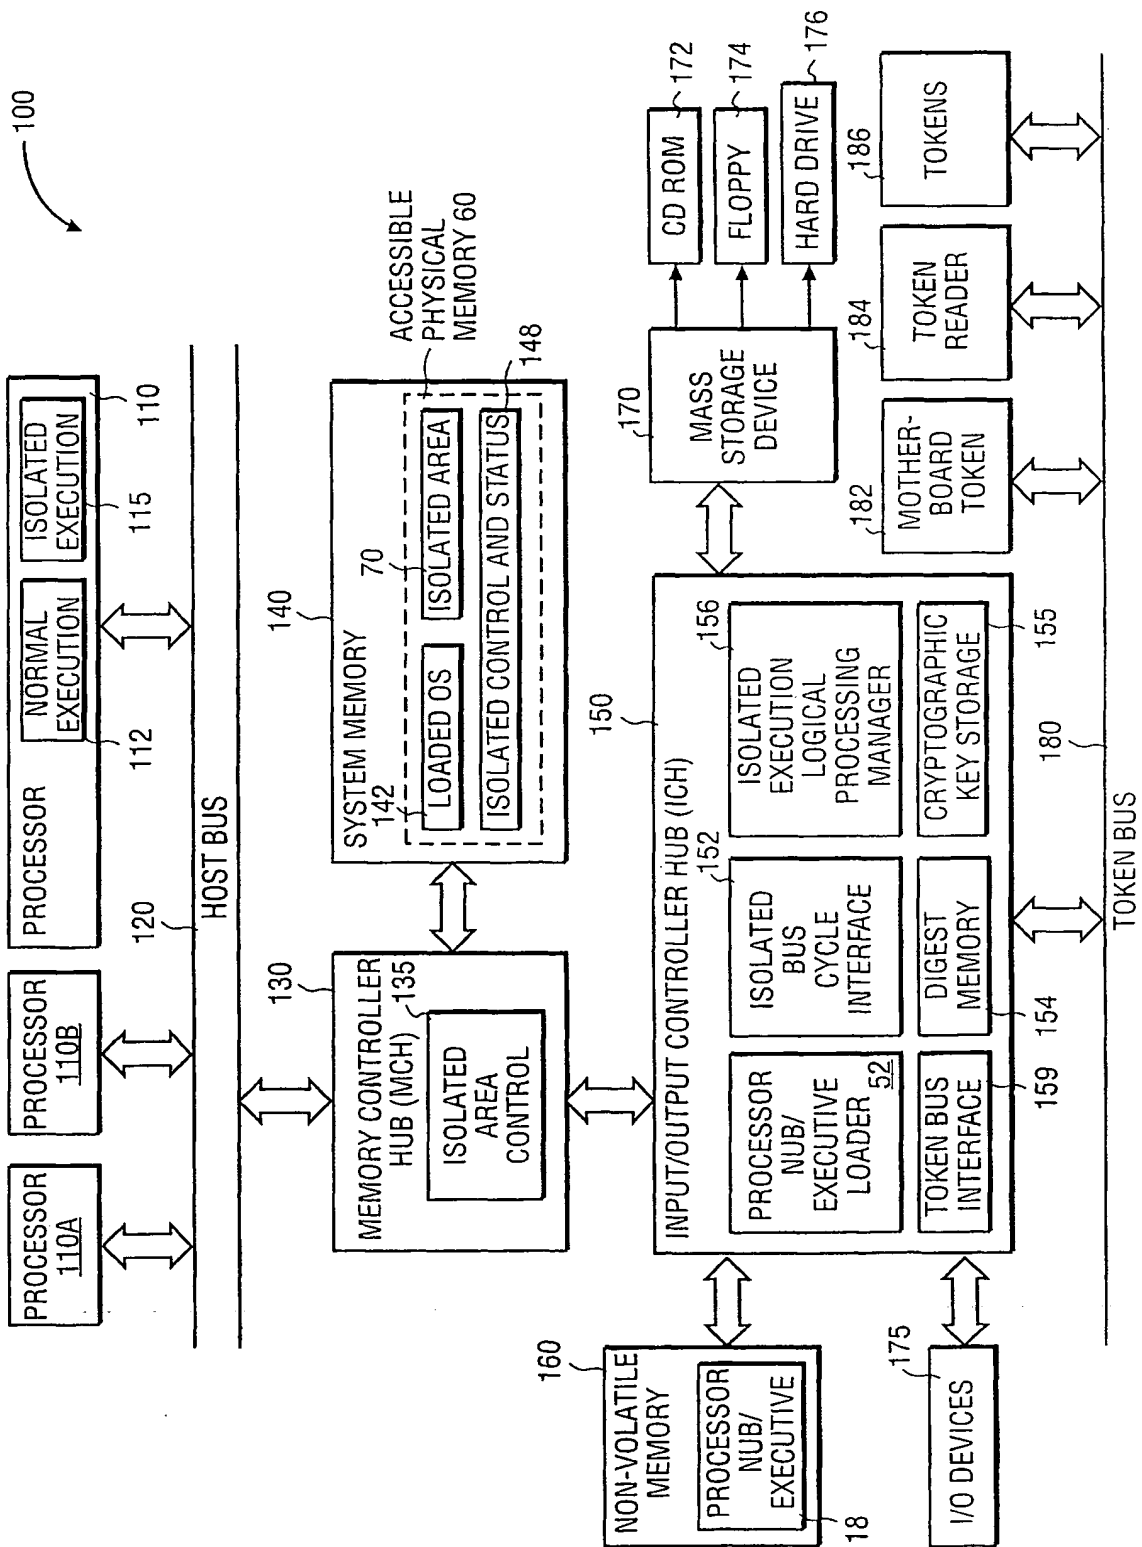 100
PROCESSOR
110A
PROCESSOR
110B
PROCESSOR
NORMAL
EXECUTION
112
ISOLATED
EXECUTION
115
110
120
HOST BUS
130
MEMORY CONTROLLER
HUB (MCH)
135
ISOLATED
AREA
CONTROL
140
SYSTEM MEMORY
142
LOADED OS
70
ISOLATED AREA
ISOLATED CONTROL AND STATUS
148
ACCESSIBLE
PHYSICAL
MEMORY 60
150
INPUT/OUTPUT CONTROLLER HUB (ICH)
PROCESSOR
NUB/
EXECUTIVE
LOADER
52
152
ISOLATED
BUS
CYCLE
INTERFACE
156
ISOLATED
EXECUTION
LOGICAL
PROCESSING
MANAGER
TOKEN BUS
INTERFACE
159
DIGEST
MEMORY
154
CRYPTOGRAPHIC
KEY STORAGE
155
160
NON-VOLATILE
MEMORY
PROCESSOR
NUB/
EXECUTIVE
18
175
I/O DEVICES
170
MASS
STORAGE
DEVICE
CD ROM
172
FLOPPY
174
HARD DRIVE
176
182
MOTHER-
BOARD
TOKEN
184
TOKEN
READER
186
TOKENS
180
TOKEN BUS